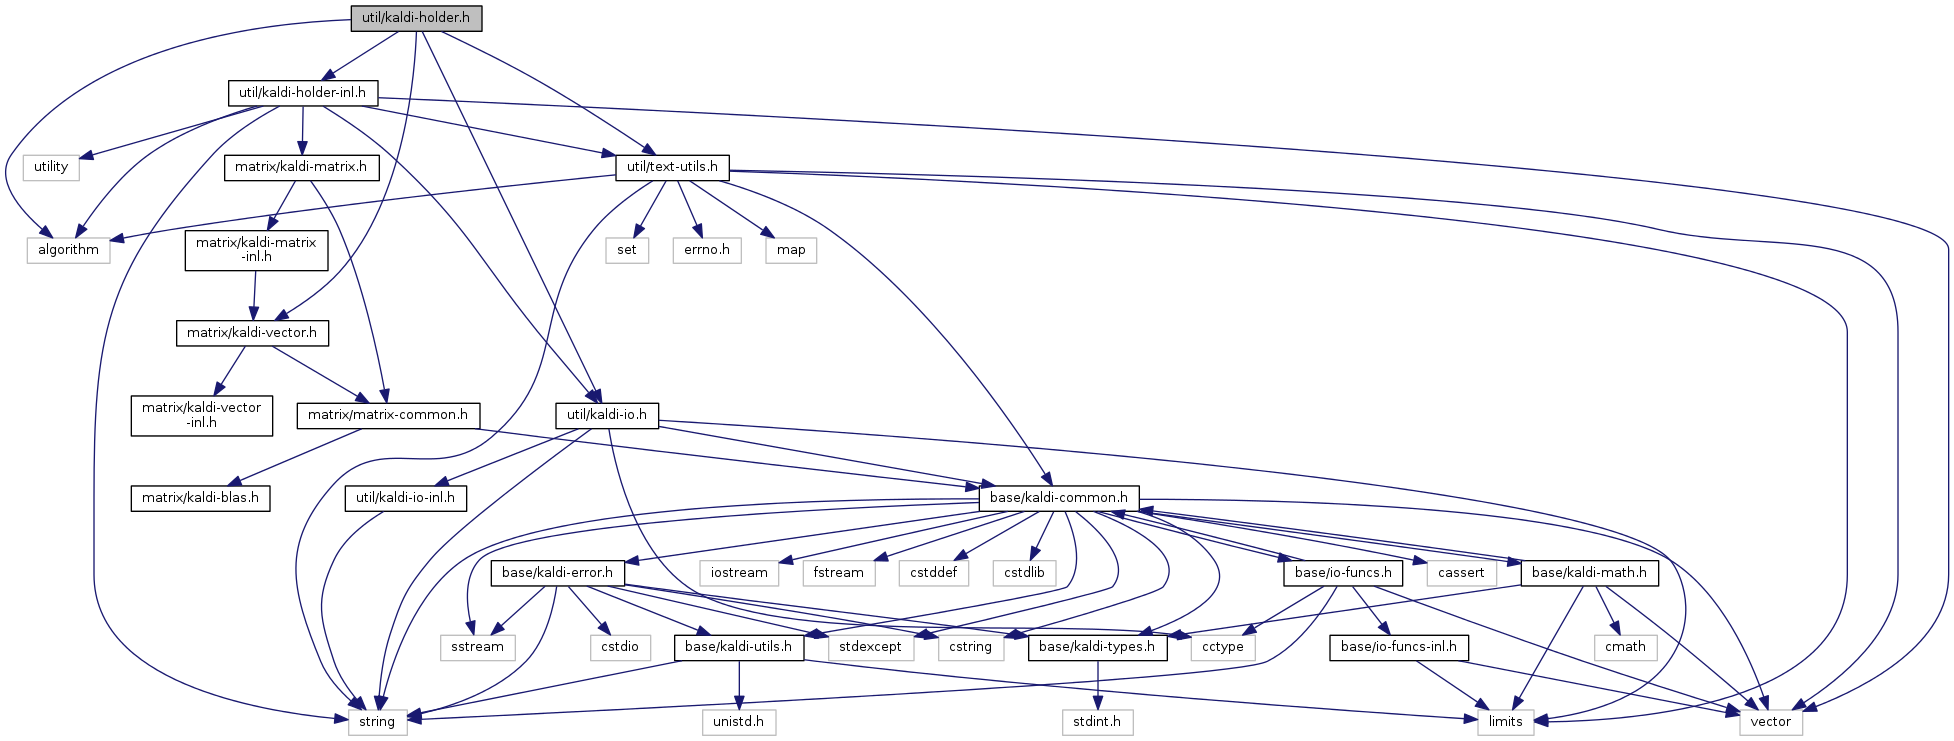 util/kaldi-holder.h
util/kaldi-holder-inl.h
utility
matrix/kaldi-matrix.h
util/text-utils.h
algorithm
matrix/kaldi-matrix
-inl.h
set
errno.h
map
matrix/kaldi-vector.h
matrix/kaldi-vector
-inl.h
matrix/matrix-common.h
util/kaldi-io.h
matrix/kaldi-blas.h
util/kaldi-io-inl.h
base/kaldi-common.h
base/kaldi-error.h
iostream
fstream
cstddef
cstdlib
base/io-funcs.h
cassert
base/kaldi-math.h
sstream
cstdio
base/kaldi-utils.h
stdexcept
cstring
base/kaldi-types.h
cctype
base/io-funcs-inl.h
cmath
string
unistd.h
stdint.h
limits
vector